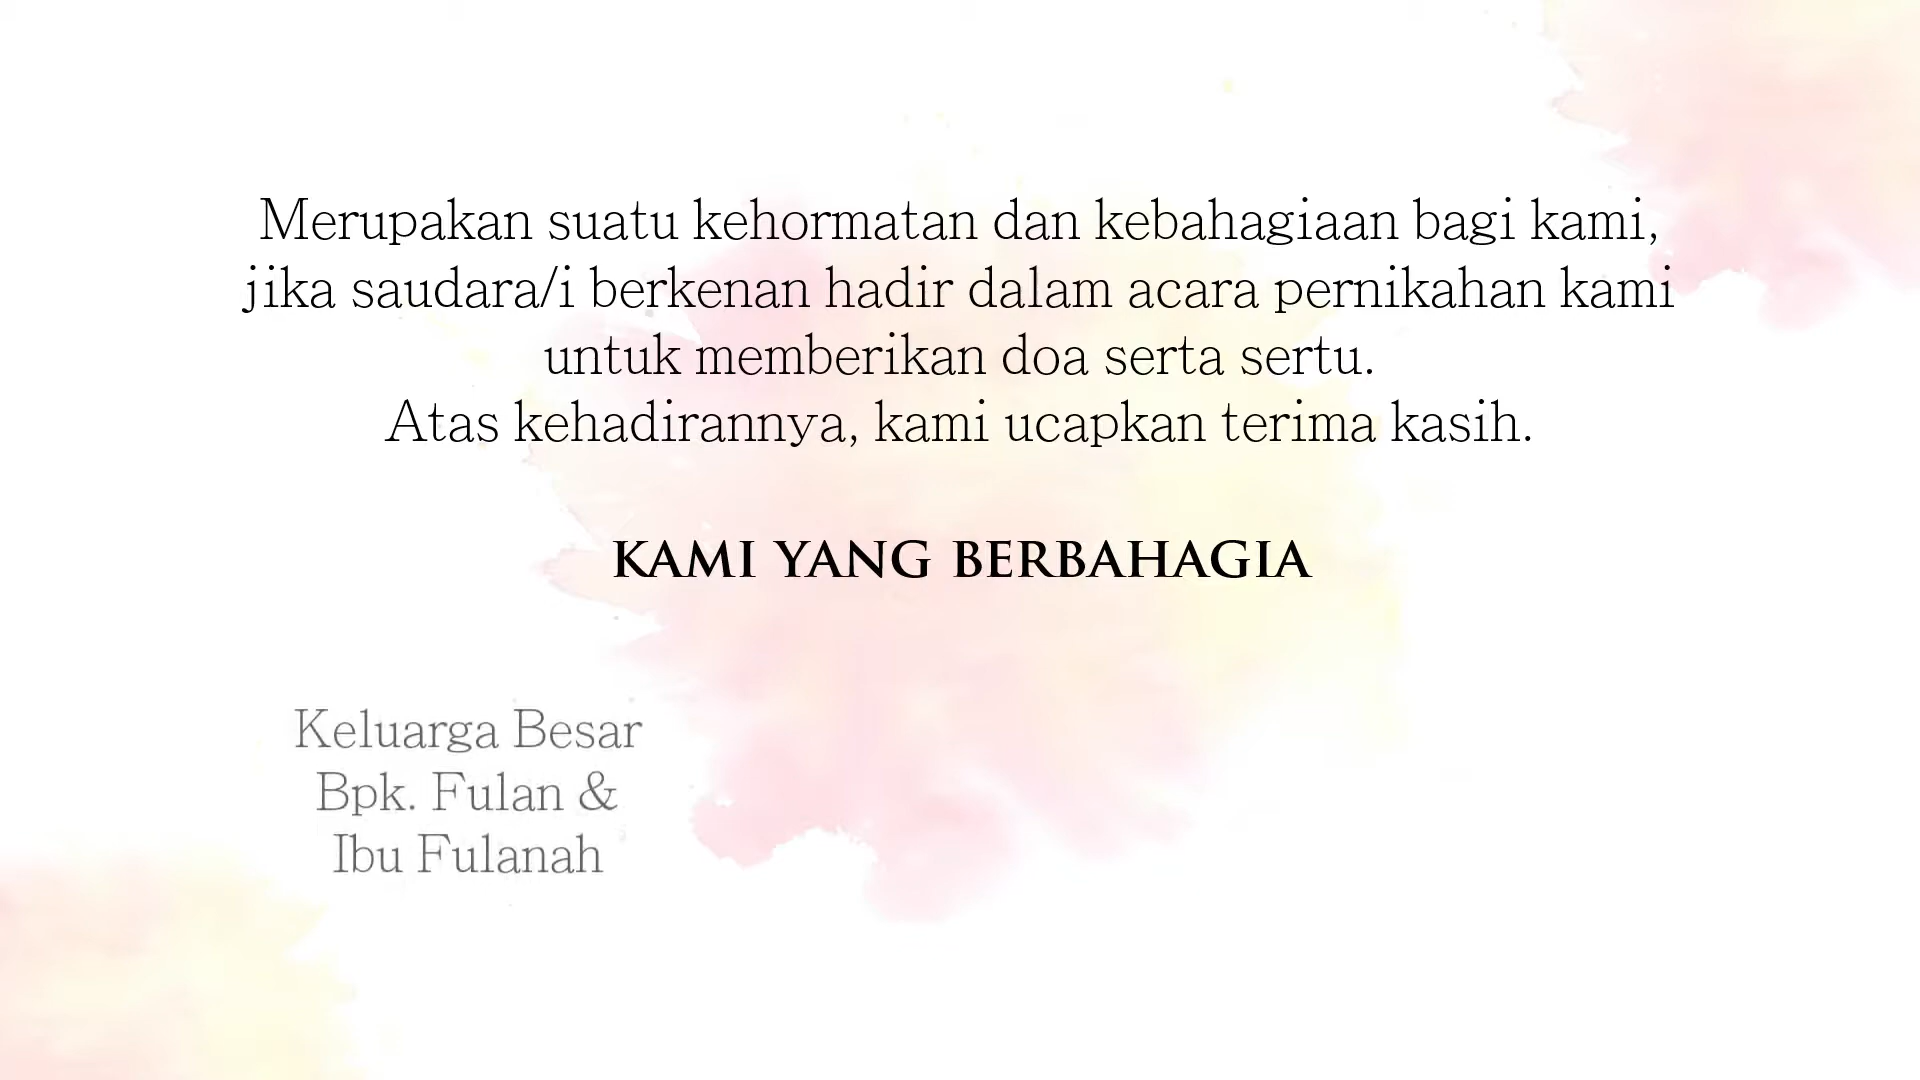 Merupakan suatu kehormatan dan kebahagiaan bagi kami,
jika saudara/i berkenan hadir dalam acara pernikahan kami
untuk memberikan doa serta sertu.
Atas kehadirannya, kami ucapkan terima kasih.
KAMI YANG BERBAHAGIA
Keluarga Besar
Bpk. Fulan &
Ibu Fulanah